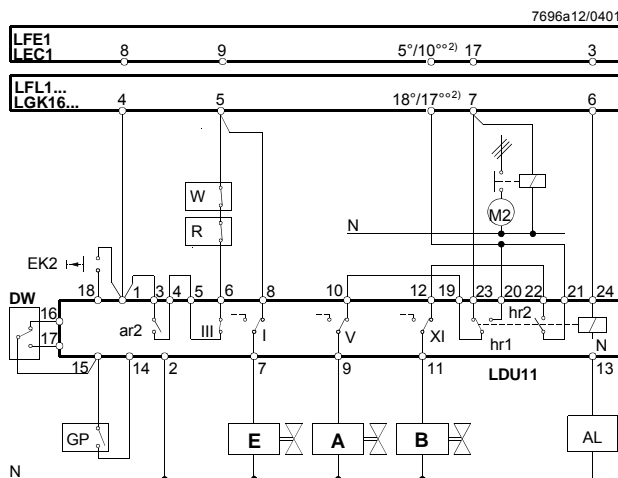 7696a12/0401
LFE1
LEC1
8 9 5°/10°°²⁾ 17 3
LFL1...
LGK16...
4 5 18°/17°°²⁾ 7 6
W
R
M2
N
EK2
DW
18 1 3 4 5 6 8 10 12 19 23 20 22 21 24
16
17
ar2 III I V XI hr1 hr2 N
15 14 2 7 9 11 LDU11 13
GP E A B AL
N